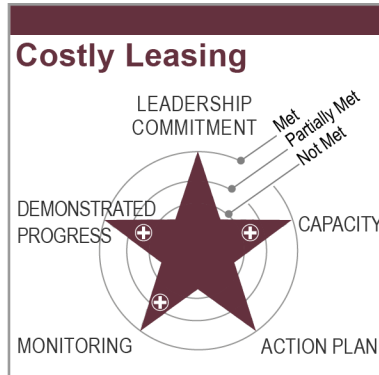 Costly Leasing
LEADERSHIP
COMMITMENT
Met
Partially Met
Not Met
DEMONSTRATED
PROGRESS
CAPACITY
MONITORING
ACTION PLAN